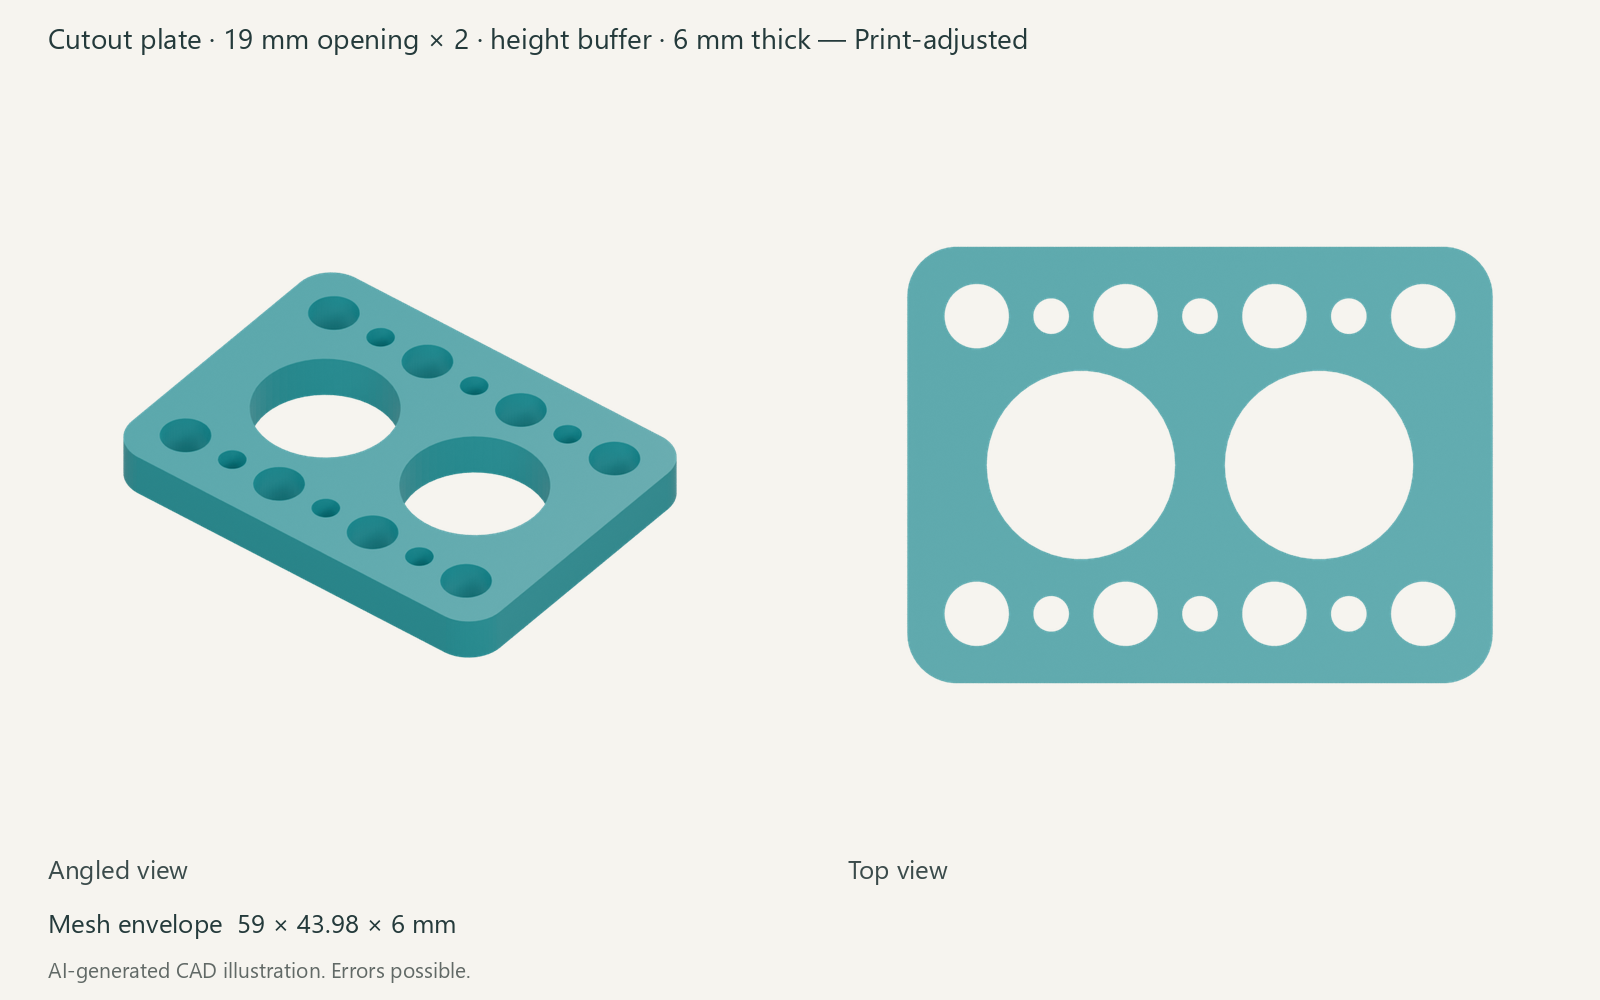 Cutout plate · 19 mm opening × 2 · height buffer · 6 mm thick — Print-adjusted
Angled view
Top view
Mesh envelope 59 × 43.98 × 6 mm
AI-generated CAD illustration. Errors possible.